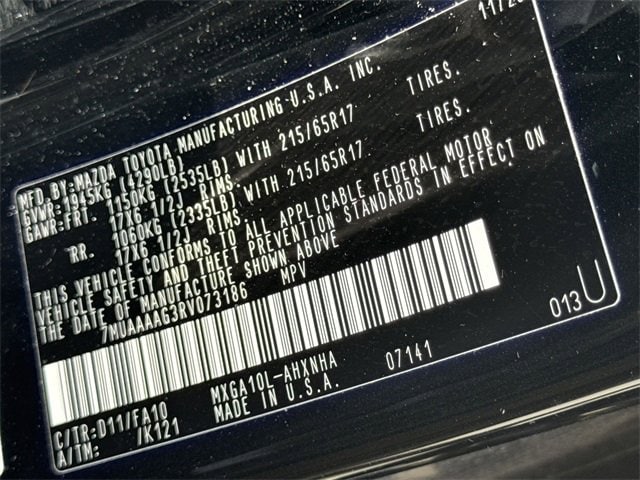 MFD.BY:MAZDA TOYOTA MANUFACTURING U.S.A. INC.
GVWR:1945KG (4290LB)
GAWR:FRT. 1150KG (2535LB) WITH 215/65R17 TIRES.
17X6 1/2J RIMS.
RR. 1060KG (2335LB) WITH 215/65R17 TIRES.
17X6 1/2J RIMS.
THIS VEHICLE CONFORMS TO ALL APPLICABLE FEDERAL MOTOR
VEHICLE SAFETY AND THEFT PREVENTION STANDARDS IN EFFECT ON
THE DATE OF MANUFACTURE SHOWN ABOVE
7MUAAAAG3RV073186 MPV
013U
C/TR:D11/FA10 MXGA10L-AHXNHA 07141
A/TM: /K121 MADE IN U.S.A.